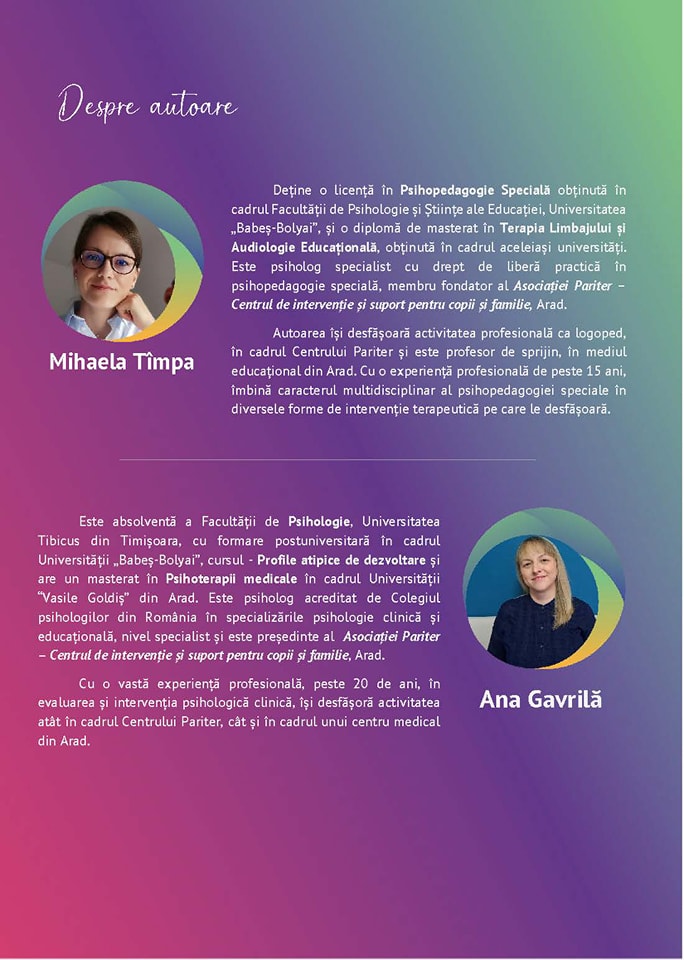 Despre autoare
Deține o licență în Psihopedagogie Specială obținută în
cadrul Facultății de Psihologie și Științe ale Educației, Universitatea
„Babeș-Bolyai”, și o diplomă de masterat în Terapia Limbajului și
Audiologie Educațională, obținută în cadrul aceleiași universități.
Este psiholog specialist cu drept de liberă practică în
psihopedagogie specială, membru fondator al Asociației Pariter –
Centrul de intervenție și suport pentru copii și familie, Arad.
Autoarea își desfășoară activitatea profesională ca logoped,
în cadrul Centrului Pariter și este profesor de sprijin, în mediul
educațional din Arad. Cu o experiență profesională de peste 15 ani,
îmbină caracterul multidisciplinar al psihopedagogiei speciale în
diversele forme de intervenție terapeutică pe care le desfășoară.
Mihaela Tîmpa
Este absolventă a Facultății de Psihologie, Universitatea
Tibicus din Timișoara, cu formare postuniversitară în cadrul
Universității „Babeș-Bolyai”, cursul - Profile atipice de dezvoltare și
are un masterat în Psihoterapii medicale în cadrul Universității
“Vasile Goldiș” din Arad. Este psiholog acreditat de Colegiul
psihologilor din România în specializările psihologie clinică și
educațională, nivel specialist și este președinte al Asociației Pariter
– Centrul de intervenție și suport pentru copii și familie, Arad.
Cu o vastă experiență profesională, peste 20 de ani, în
evaluarea și intervenția psihologică clinică, își desfășoră activitatea
atât în cadrul Centrului Pariter, cât și în cadrul unui centru medical
din Arad.
Ana Gavrilă